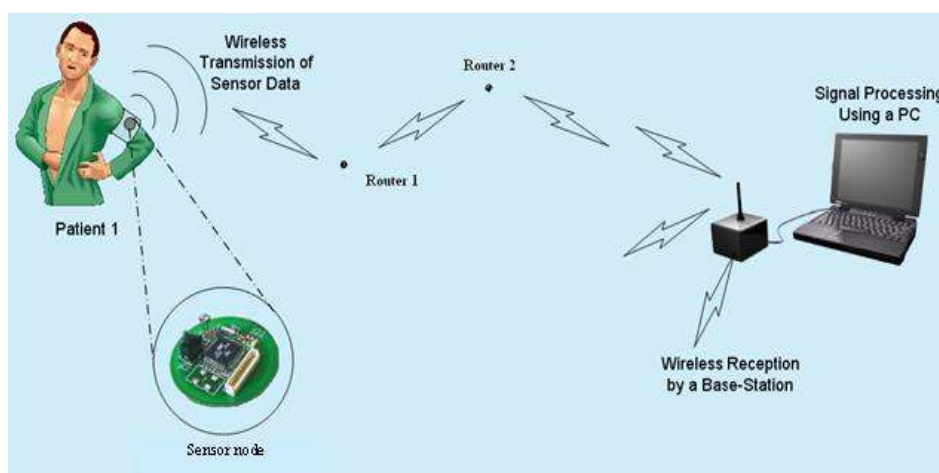 Wireless
Transmission of
Sensor Data
Router 2
Signal Processing
Using a PC
Router 1
Patient 1
Wireless Reception
by a Base-Station
Sensor node